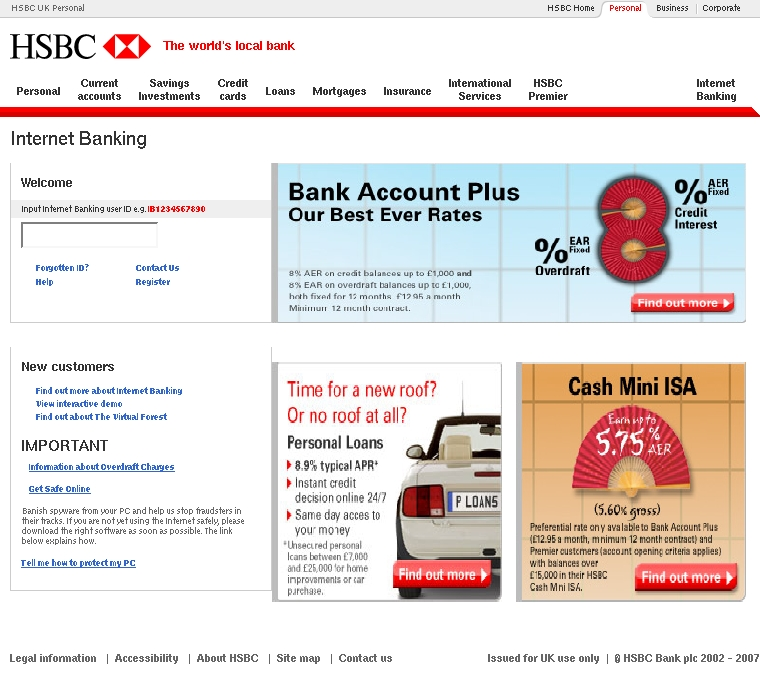 HSBC UK Personal
HSBC Home Personal Business Corporate
HSBC The world's local bank
Personal Current accounts Savings Investments Credit cards Loans Mortgages Insurance International Services HSBC Premier Internet Banking
Internet Banking
Welcome
Input Internet Banking user ID e.g. IB1234567890
Forgotten ID? Contact Us
Help Register
Bank Account Plus
Our Best Ever Rates
8% AER Fixed
Credit
Interest
8% EAR Fixed
Overdraft
8% AER on credit balances up to £1,000 and
8% EAR on overdraft balances up to £1,000,
both fixed for 12 months. £12.95 a month.
Minimum 12 month contract.
Find out more
New customers
Find out more about Internet Banking
View interactive demo
Find out about The Virtual Forest
IMPORTANT
Information about Overdraft Charges
Get Safe Online
Banish spyware from your PC and help us stop fraudsters in
their tracks. If you are not yet using the Internet safely, please
download the right software as soon as possible. The link
below explains how.
Tell me how to protect my PC
Time for a new roof?
Or no roof at all?
Personal Loans
8.9% typical APR*
Instant credit
decision online 24/7
Same day acces to
your money
*Unsecured personal
loans between £7,000
and £25,000 for home
improvements or car
purchase.
P LOANS
Find out more
Cash Mini ISA
Earn up to
5.75% AER
(5.60% gross)
Preferential rate only available to Bank Account Plus
(£12.95 a month, minimum 12 month contract) and
Premier customers (account opening criteria applies)
with balances over
£15,000 in their HSBC
Cash Mini ISA.
Find out more
Legal information | Accessibility | About HSBC | Site map | Contact us
Issued for UK use only | © HSBC Bank plc 2002 - 2007